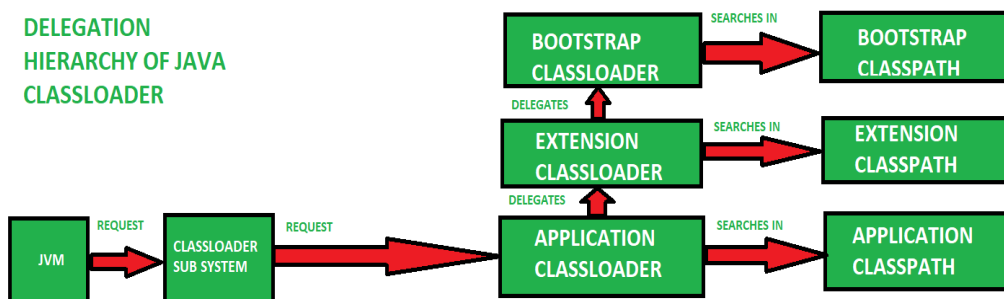 DELEGATION
HIERARCHY OF JAVA
CLASSLOADER
BOOTSTRAP
CLASSLOADER
SEARCHES IN
BOOTSTRAP
CLASSPATH
DELEGATES
EXTENSION
CLASSLOADER
SEARCHES IN
EXTENSION
CLASSPATH
DELEGATES
JVM
REQUEST
CLASSLOADER
SUB SYSTEM
REQUEST
APPLICATION
CLASSLOADER
SEARCHES IN
APPLICATION
CLASSPATH